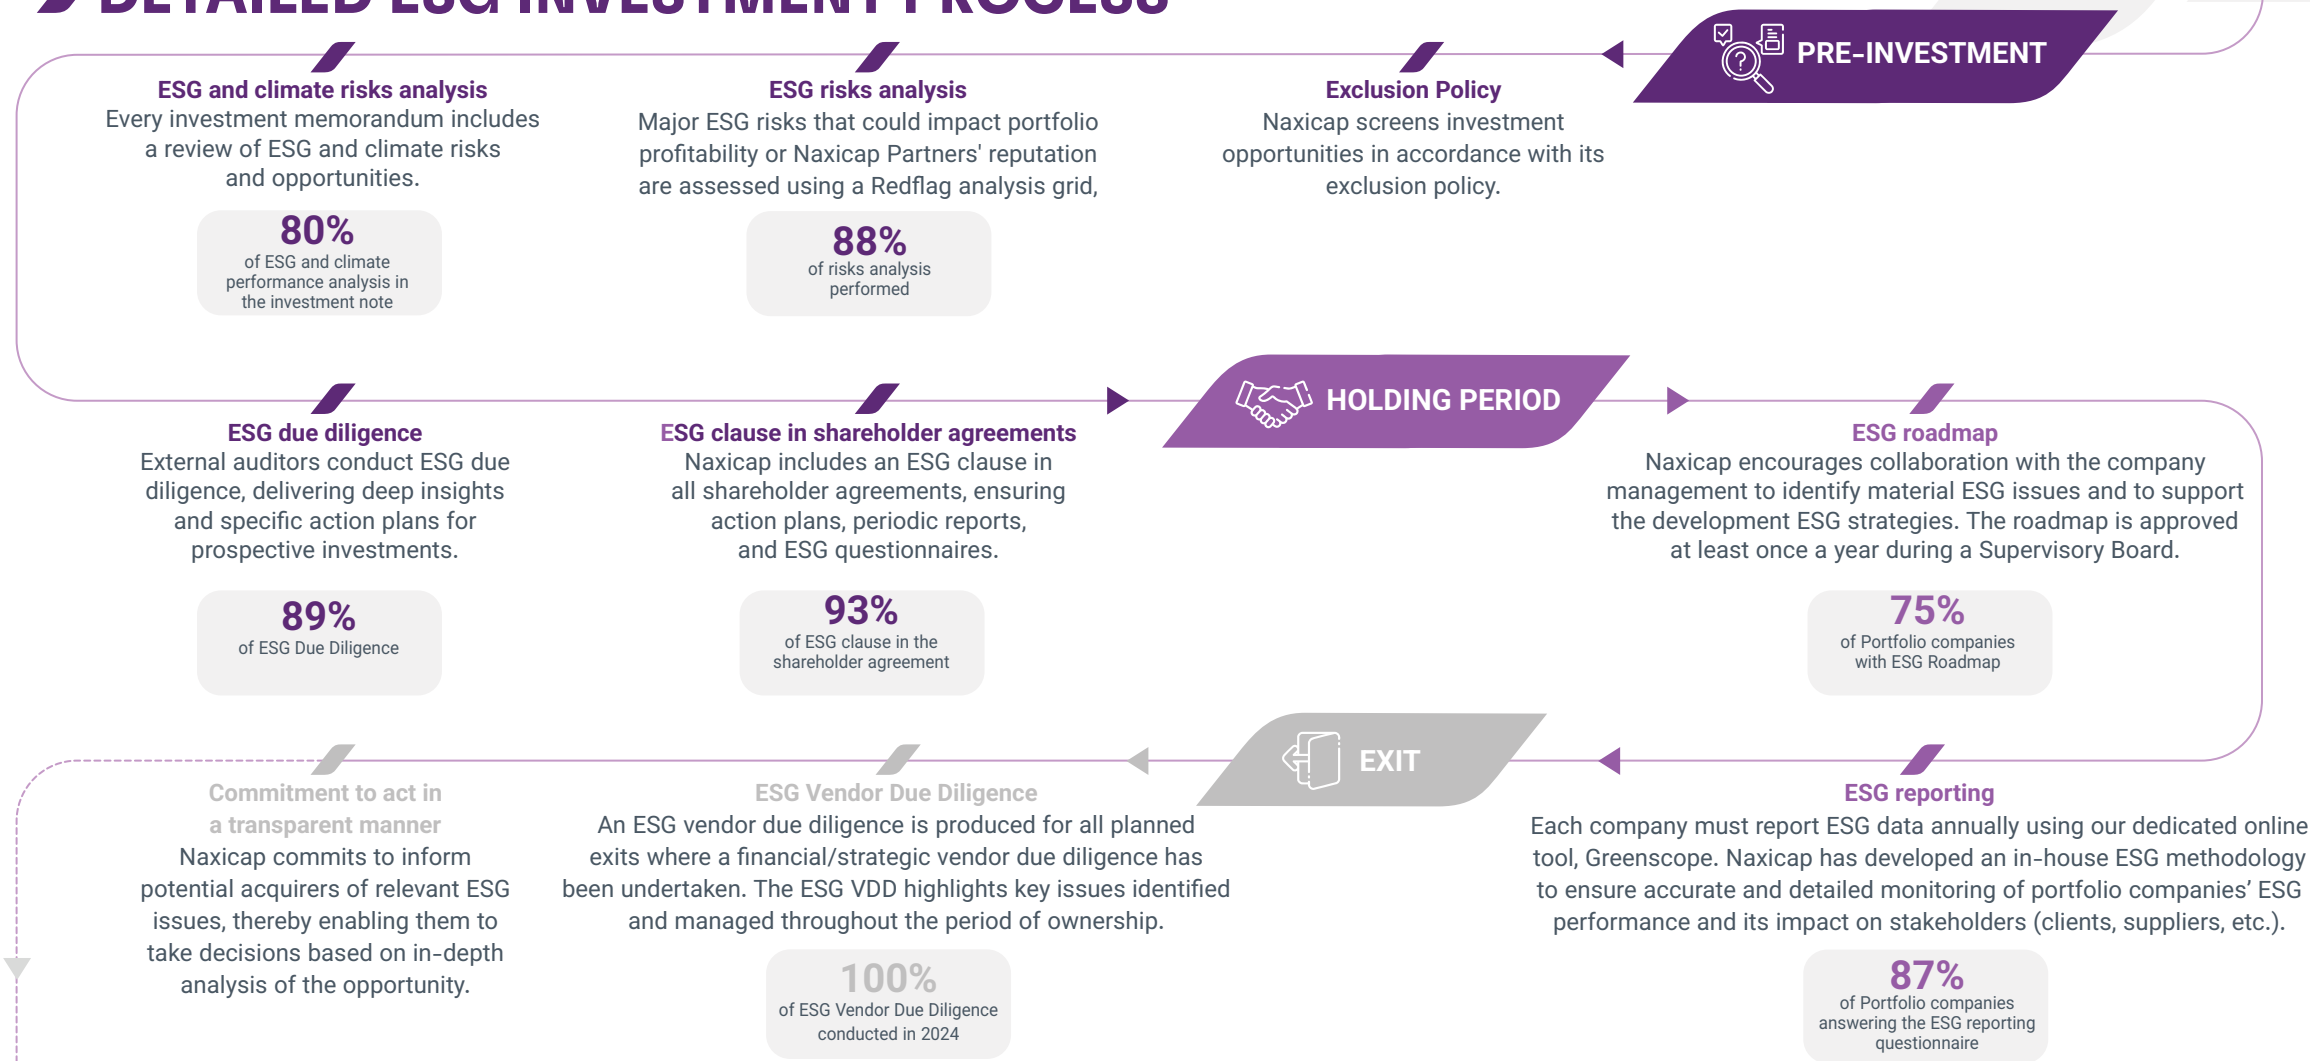 DETAILED ESG INVESTMENT PROCESS
PRE-INVESTMENT
Exclusion Policy
Naxicap screens investment
opportunities in accordance with its
exclusion policy.
ESG risks analysis
Major ESG risks that could impact portfolio
profitability or Naxicap Partners' reputation
are assessed using a Redflag analysis grid,
88%
of risks analysis
performed
ESG and climate risks analysis
Every investment memorandum includes
a review of ESG and climate risks
and opportunities.
80%
of ESG and climate
performance analysis in
the investment note
ESG due diligence
External auditors conduct ESG due
diligence, delivering deep insights
and specific action plans for
prospective investments.
89%
of ESG Due Diligence
ESG clause in shareholder agreements
Naxicap includes an ESG clause in
all shareholder agreements, ensuring
action plans, periodic reports,
and ESG questionnaires.
93%
of ESG clause in the
shareholder agreement
HOLDING PERIOD
ESG roadmap
Naxicap encourages collaboration with the company
management to identify material ESG issues and to support
the development ESG strategies. The roadmap is approved
at least once a year during a Supervisory Board.
75%
of Portfolio companies
with ESG Roadmap
ESG reporting
Each company must report ESG data annually using our dedicated online
tool, Greenscope. Naxicap has developed an in-house ESG methodology
to ensure accurate and detailed monitoring of portfolio companies’ ESG
performance and its impact on stakeholders (clients, suppliers, etc.).
87%
of Portfolio companies
answering the ESG reporting
questionnaire
EXIT
ESG Vendor Due Diligence
An ESG vendor due diligence is produced for all planned
exits where a financial/strategic vendor due diligence has
been undertaken. The ESG VDD highlights key issues identified
and managed throughout the period of ownership.
100%
of ESG Vendor Due Diligence
conducted in 2024
Commitment to act in
a transparent manner
Naxicap commits to inform
potential acquirers of relevant ESG
issues, thereby enabling them to
take decisions based on in-depth
analysis of the opportunity.